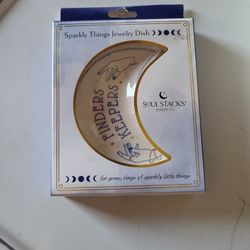 Sparkly Things Jewelry Dish
FINDERS
KEEPERS
SOUL STACKS
for gems, rings & sparkly little things